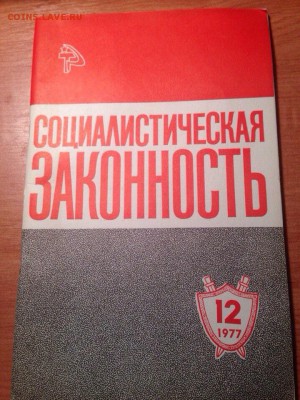 COINS.LAVE.RU
СОЦИАЛИСТИЧЕСКАЯ
ЗАКОННОСТЬ
12
1977